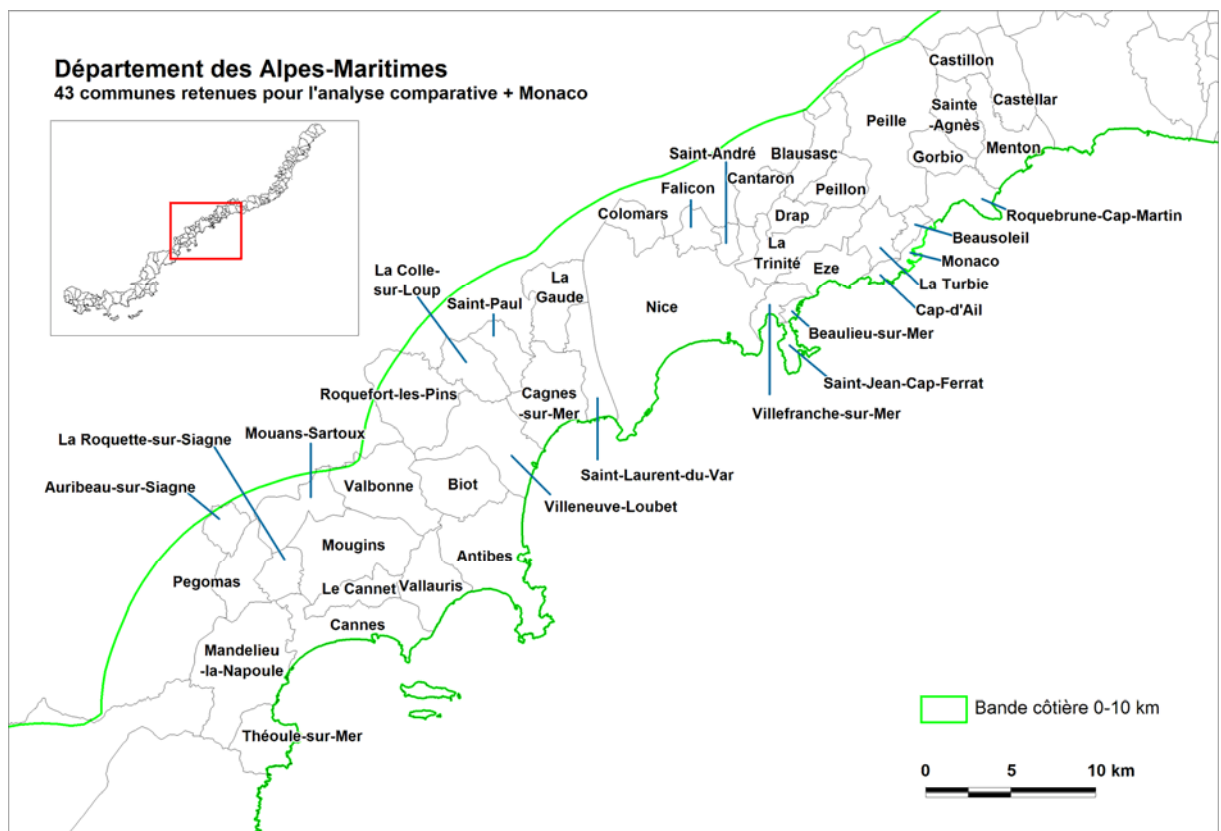 Département des Alpes-Maritimes
43 communes retenues pour l'analyse comparative + Monaco
Castillon
Sainte
-Agnès
Castellar
Peille
Menton
Gorbio
Saint-André
Blausasc
Cantaron
Falicon
Peillon
Colomars
Drap
Roquebrune-Cap-Martin
Beausoleil
La
Trinité
Monaco
Eze
La Turbie
Cap-d'Ail
La Colle-
sur-Loup
Saint-Paul
La
Gaude
Nice
Beaulieu-sur-Mer
Saint-Jean-Cap-Ferrat
Villefranche-sur-Mer
Roquefort-les-Pins
Cagnes
-sur-Mer
La Roquette-sur-Siagne
Mouans-Sartoux
Saint-Laurent-du-Var
Auribeau-sur-Siagne
Valbonne
Biot
Villeneuve-Loubet
Mougins
Antibes
Pegomas
Le Cannet
Vallauris
Cannes
Mandelieu
-la-Napoule
Théoule-sur-Mer
Bande côtière 0-10 km
0 5 10 km